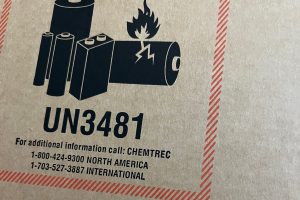 UN3481
For additional information call: CHEMTREC
1-800-424-9300 NORTH AMERICA
1-703-527-3887 INTERNATIONAL